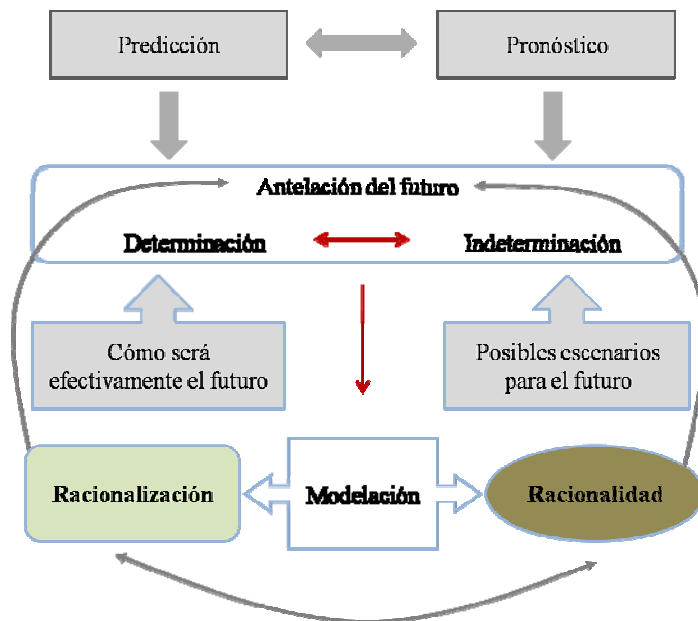 Predicción
Pronóstico
Antelación del futuro
Determinación
Indeterminación
Cómo será
efectivamente el futuro
Posibles escenarios
para el futuro
Racionalización
Modelación
Racionalidad